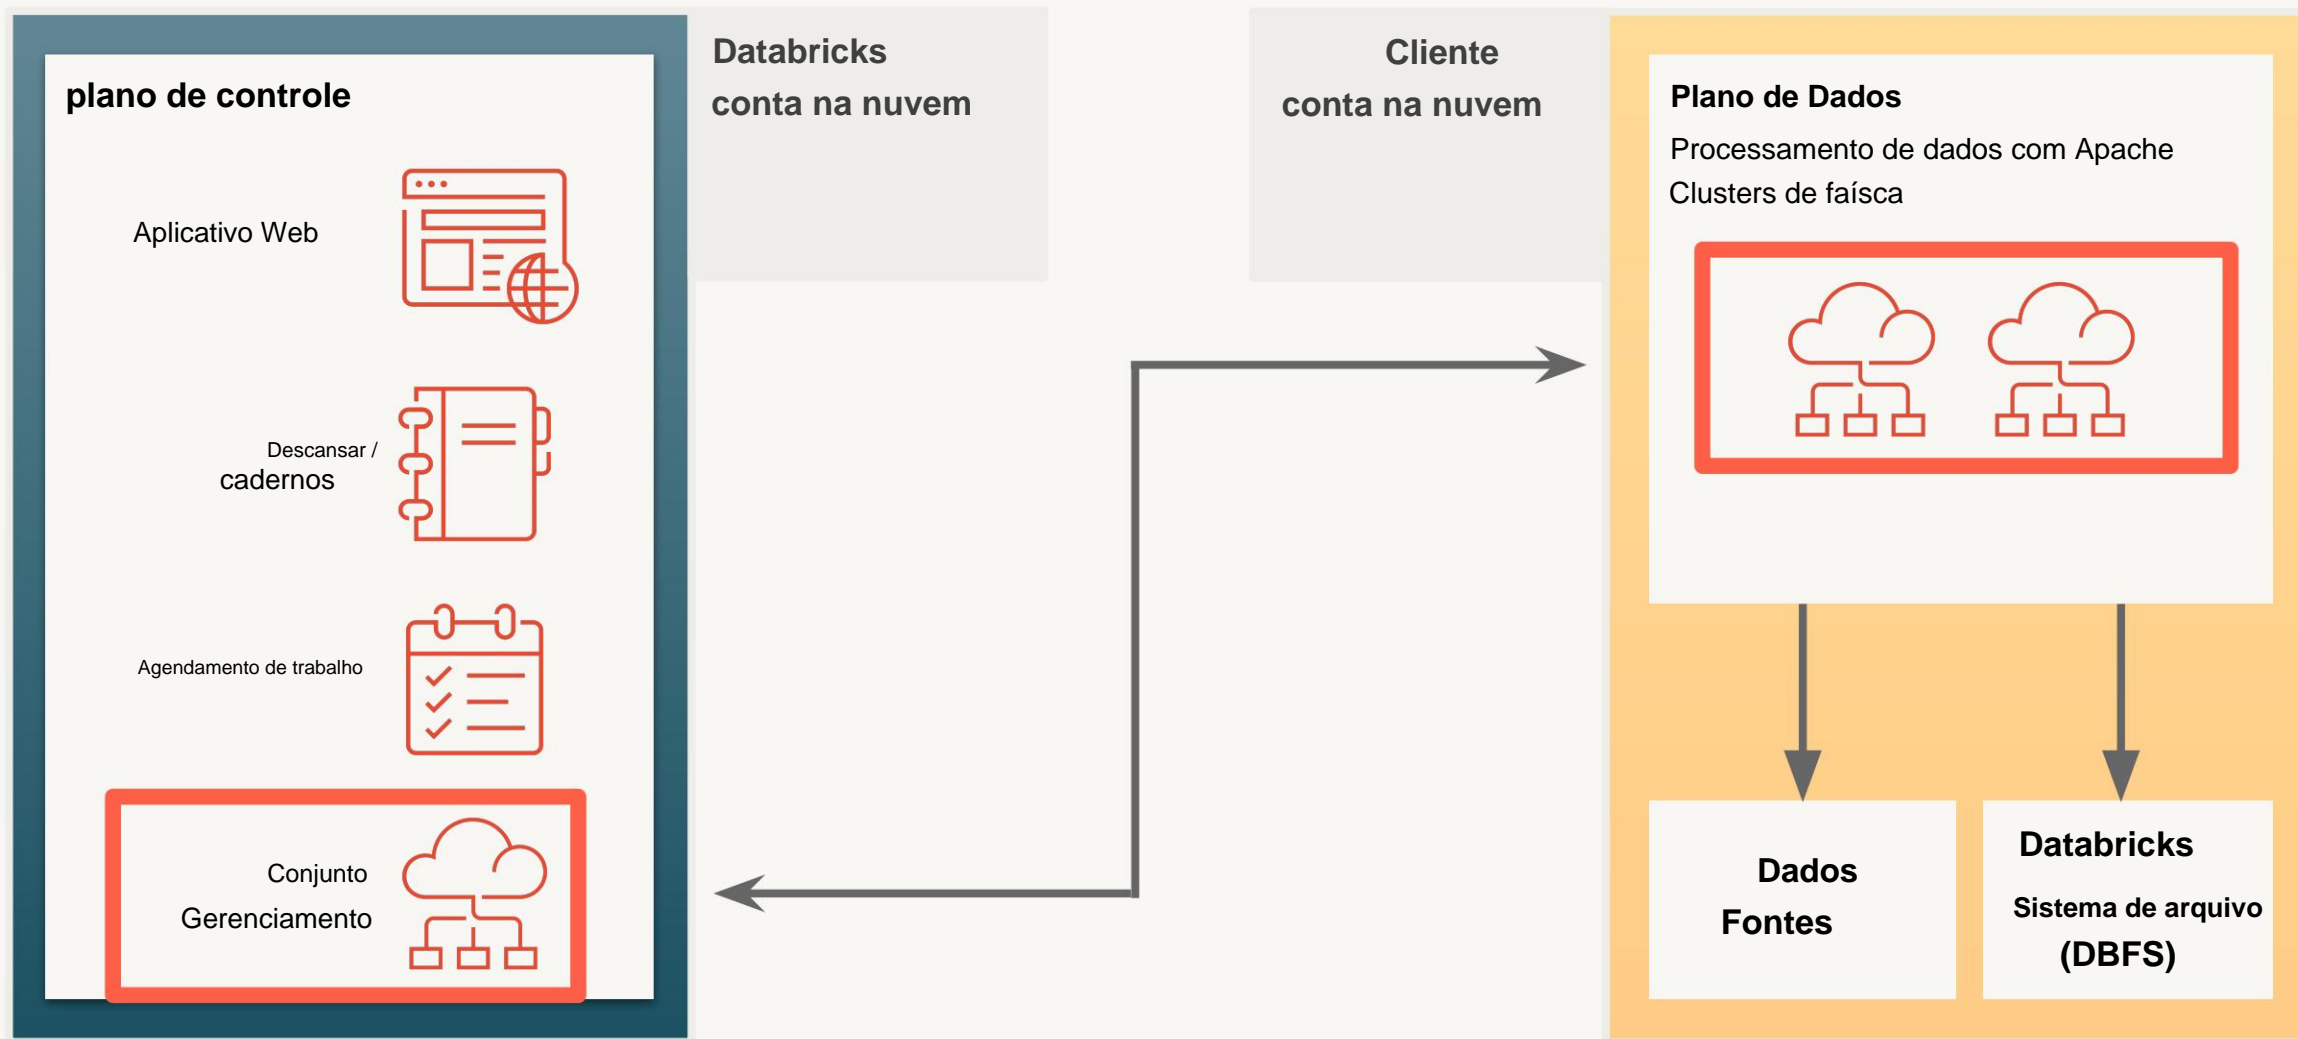 plano de controle
Aplicativo Web
Descansar /
cadernos
Agendamento de trabalho
Conjunto
Gerenciamento
Databricks
conta na nuvem
Cliente
conta na nuvem
Plano de Dados
Processamento de dados com Apache
Clusters de faísca
Dados
Fontes
Databricks
Sistema de arquivo
(DBFS)